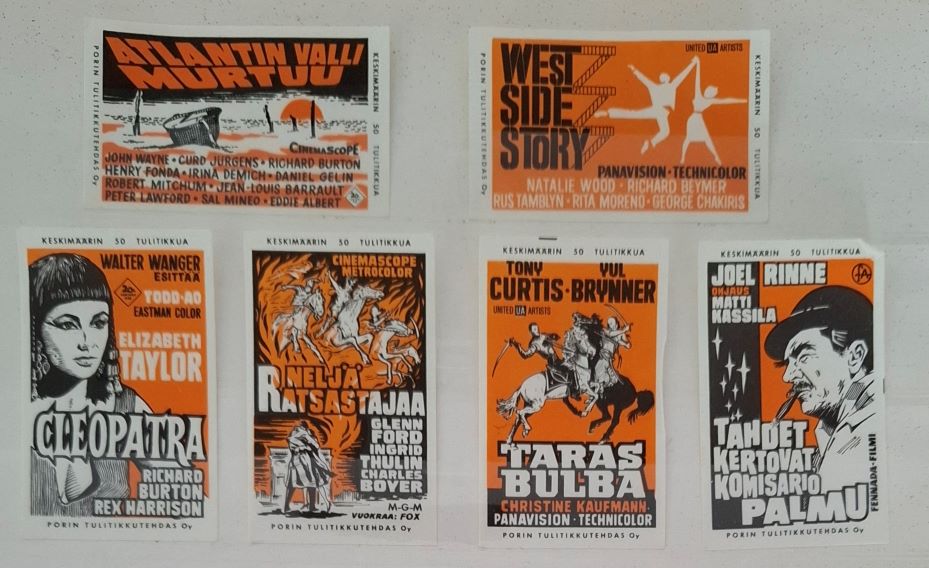 PORIN TULITIKKUTEHDAS Oy
ATLANTIN VALLI
MURTUU
CINEMASCOPE
JOHN WAYNE • CURD JURGENS • RICHARD BURTON
HENRY FONDA • IRINA DEMICH • DANIEL GELIN
ROBERT MITCHUM • JEAN-LOUIS BARRAULT
PETER LAWFORD • SAL MINEO • EDDIE ALBERT
KESKIMÄÄRIN 50 TULITIKKUA
PORIN TULITIKKUTEHDAS Oy
WEST
SIDE
STORY
UNITED UA ARTISTS
PANAVISION • TECHNICOLOR
NATALIE WOOD • RICHARD BEYMER
RUS TAMBLYN • RITA MORENO • GEORGE CHAKIRIS
KESKIMÄÄRIN 50 TULITIKKUA
KESKIMÄÄRIN 50 TULITIKKUA
WALTER WANGER
ESITTÄÄ
TODD-AO
EASTMAN COLOR
ELIZABETH
TAYLOR
CLEOPATRA
RICHARD
BURTON
REX HARRISON
PORIN TULITIKKUTEHDAS Oy
KESKIMÄÄRIN 50 TULITIKKUA
CINEMASCOPE
METROCOLOR
NELJÄ
RATSASTAJAA
GLENN
FORD
INGRID
THULIN
CHARLES
BOYER
M-G-M
VUOKRAA: FOX
PORIN TULITIKKUTEHDAS Oy
KESKIMÄÄRIN 50 TULITIKKUA
TONY YUL
CURTIS • BRYNNER
UNITED UA ARTISTS
TARAS
BULBA
CHRISTINE KAUFMANN •
PANAVISION • TECHNICOLOR
PORIN TULITIKKUTEHDAS Oy
KESKIMÄÄRIN 50 TULITIKKUA
JOEL RINNE
OHJAUS
MATTI
KASSILA
TÄHDET
KERTOVAT,
KOMISARIO
PALMU
FENNADA-FILMI
PORIN TULITIKKUTEHDAS Oy